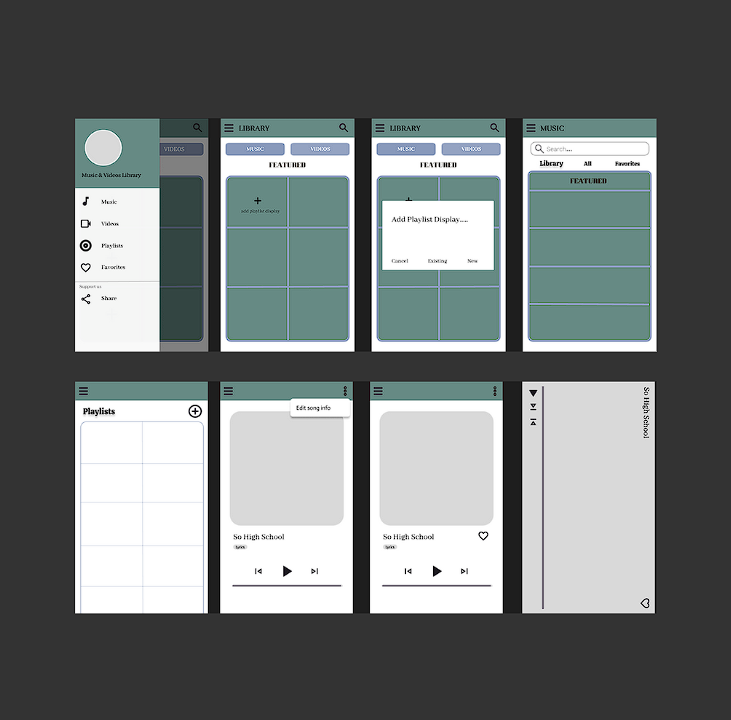 VIDEOS
Music & Videos Library
Music
Videos
Playlists
Favorites
Support us
Share
LIBRARY
MUSIC
VIDEOS
FEATURED
add playlist display
LIBRARY
MUSIC
VIDEOS
FEATURED
Add Playlist Display.....
Cancel
Existing
New
MUSIC
Search....
Library
All
Favorites
FEATURED
Playlists
Edit song info
So High School
Lyrics
So High School
Lyrics
So High School